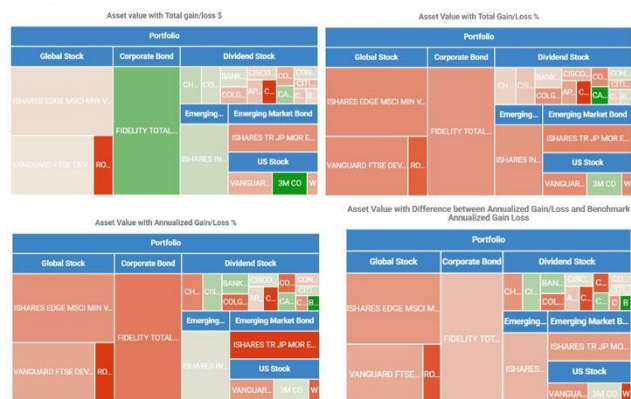 Asset value with Total gain/loss $
Portfolio
Global Stock Corporate Bond Dividend Stock
CH... CIS... BANK... CISCO... CO... CON...
COLG... AP... C... CA... C... B...
ISHARES EDGE MSCI MIN V...
FIDELITY TOTAL...
Emerging... Emerging Market Bond
ISHARES TR JP MOR E...
ISHARES IN...
US Stock
VANGUARD FTSE DEV... RO...
VANGUAR... 3M CO W
Asset Value with Total Gain/Loss %
Portfolio
Global Stock Corporate Bond Dividend Stock
CH... CIS... BANK... CISCO... CO... CON...
COLG... AP... C... CA... C... B...
ISHARES EDGE MSCI MIN V...
FIDELITY TOTAL...
Emerging... Emerging Market Bond
ISHARES TR JP MOR E...
ISHARES IN...
US Stock
VANGUARD FTSE DEV... RO...
VANGUAR... 3M CO W
Asset Value with Annualized Gain/Loss %
Portfolio
Global Stock Corporate Bond Dividend Stock
CH... CIS... BANK... CISCO... CO... CON...
COLG... AP... C... CA... C... B...
ISHARES EDGE MSCI MIN V...
FIDELITY TOTAL...
Emerging... Emerging Market Bond
ISHARES TR JP MOR E...
ISHARES IN...
US Stock
VANGUARD FTSE DEV... RO...
VANGUAR... 3M CO W
Asset Value with Difference between Annualized Gain/Loss and Benchmark
Annualized Gain Loss
Portfolio
Global Stock Corporate Bond Dividend Stock
CH... CI... BANK... CISC... C... CON...
COL... A... C... C... C B
ISHARES EDGE MSCI M...
FIDELITY TOT...
Emerging... Emerging Market B...
ISHARES TR JP MO...
ISHARES...
US Stock
VANGUARD FTSE... RO...
VANGUA... 3M CO W